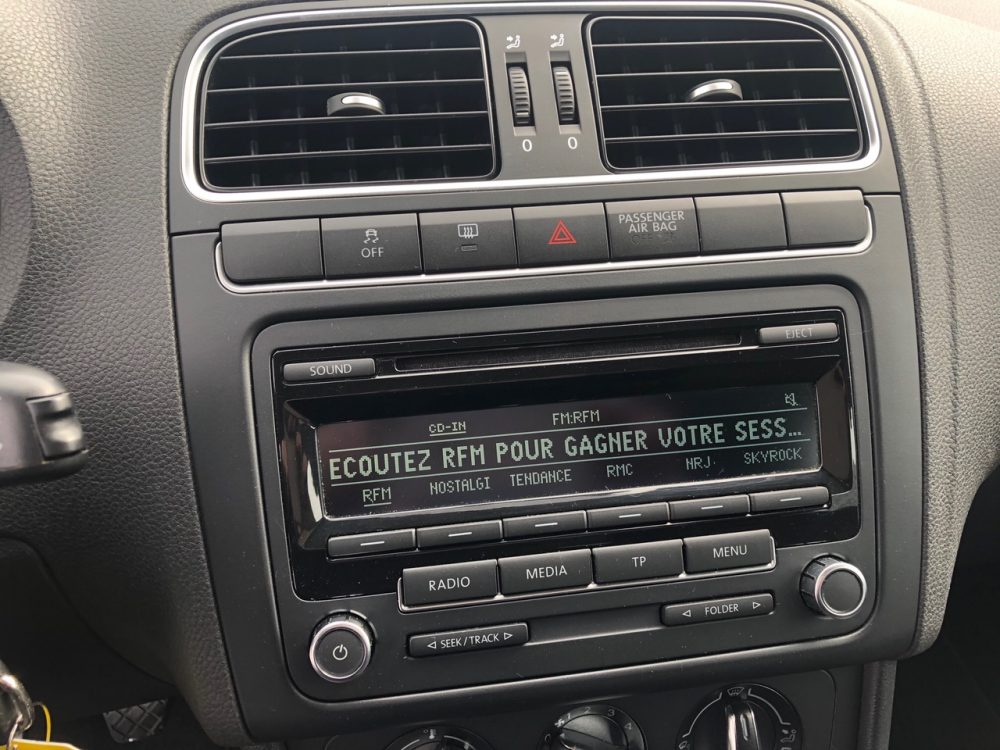 0 0
OFF
PASSENGER
AIR BAG
SOUND
EJECT
CD-IN FM:RFM
ECOUTEZ RFM POUR GAGNER VOTRE SESS...
RFM NOSTALGI TENDANCE RMC NRJ SKYROCK
RADIO MEDIA TP MENU
SEEK/TRACK FOLDER